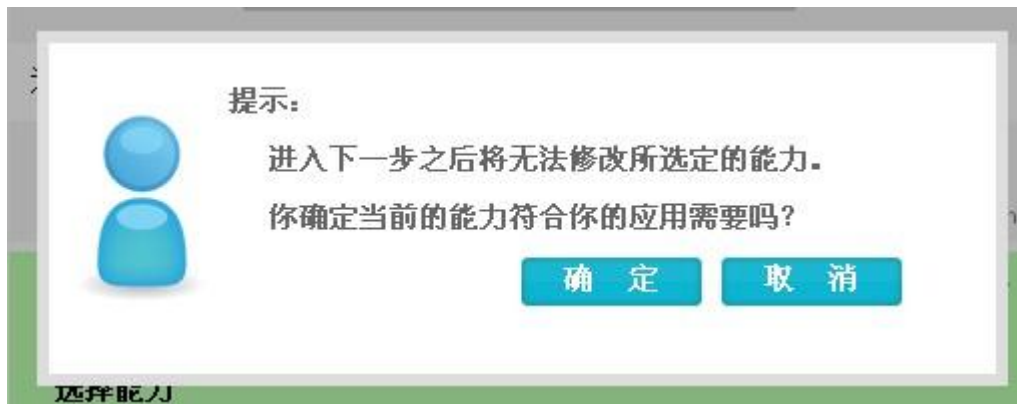 提示：
进入下一步之后将无法修改所选定的能力。
你确定当前的能力符合你的应用需要吗？
确 定 取 消
选择能力